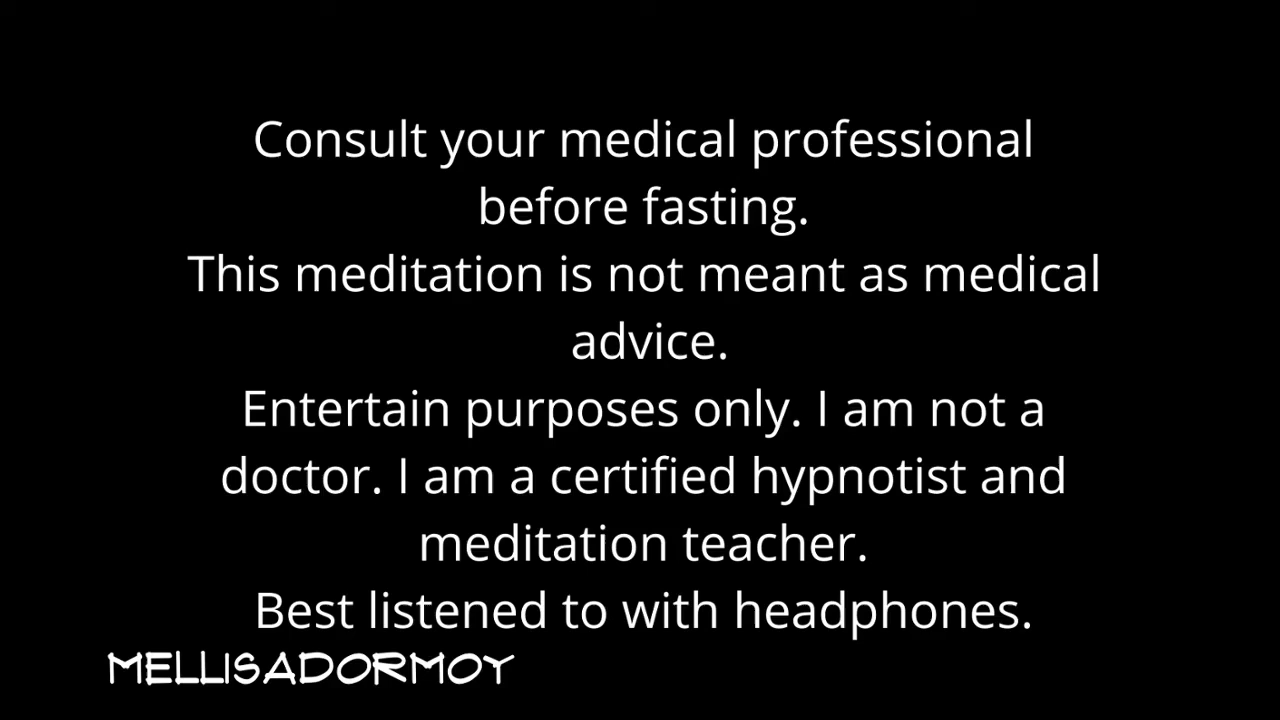 Consult your medical professional
before fasting.
This meditation is not meant as medical
advice.
Entertain purposes only. I am not a
doctor. I am a certified hypnotist and
meditation teacher.
Best listened to with headphones.
MELLISADORMOY